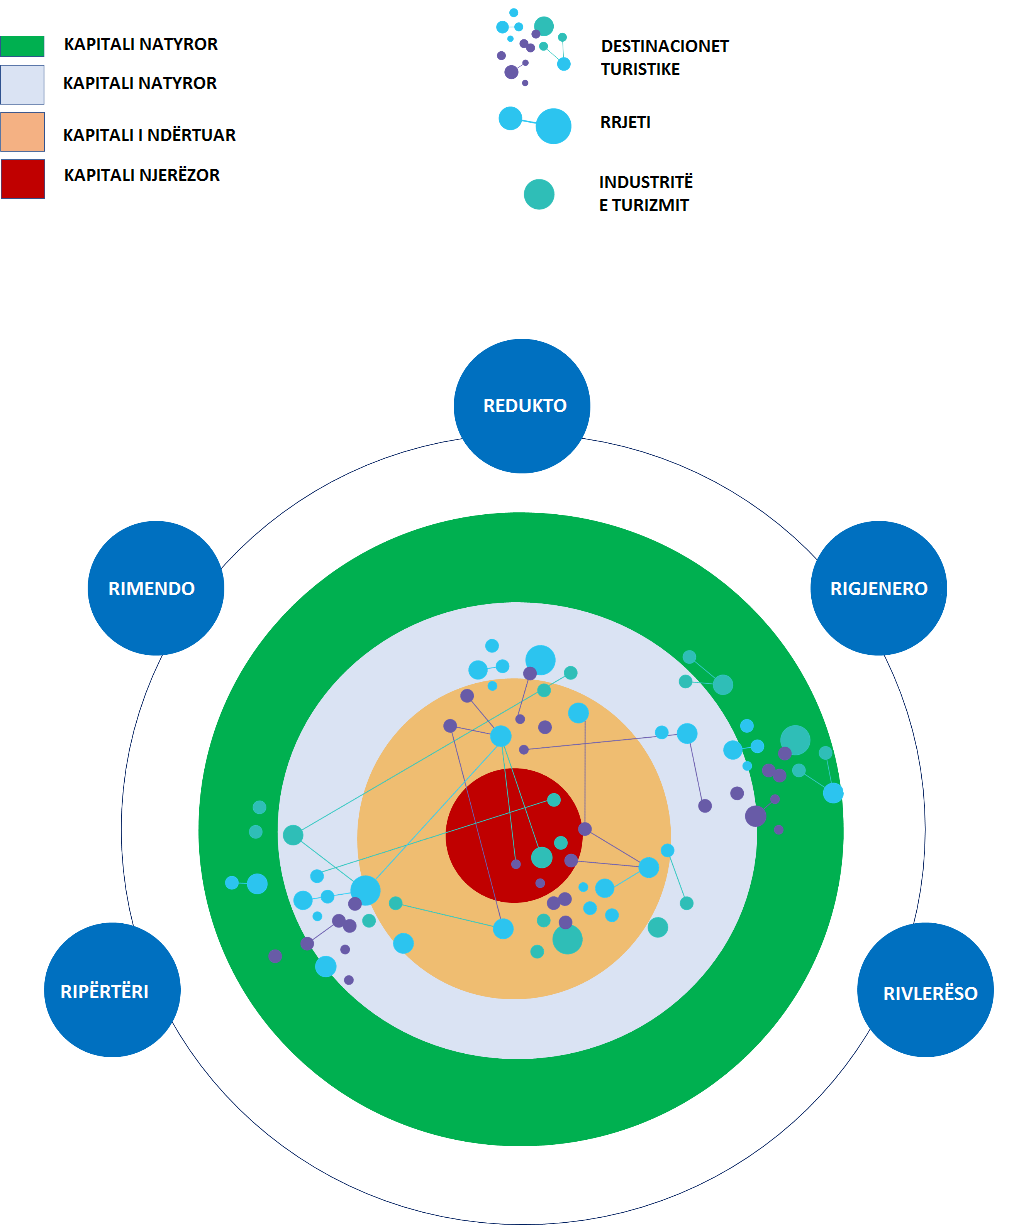 KAPITALI NATYROR
KAPITALI NATYROR
KAPITALI I NDËRTUAR
KAPITALI NJERËZOR
DESTINACIONET
TURISTIKE
RRJETI
INDUSTRITË
E TURIZMIT
REDUKTO
RIMENDO
RIGJENERO
RIPËRTËRI
RIVLERËSO